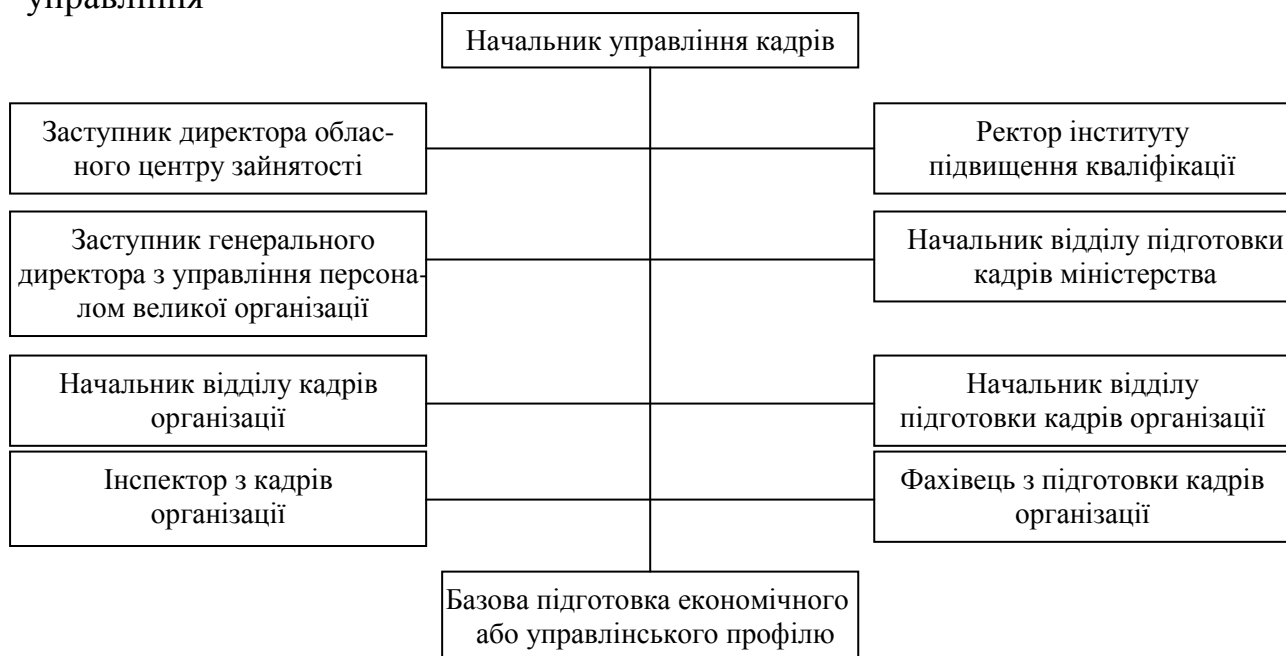 управління
Начальник управління кадрів
Заступник директора облас-
ного центру зайнятості
Ректор інституту
підвищення кваліфікації
Заступник генерального
директора з управління персона-
лом великої організації
Начальник відділу підготовки
кадрів міністерства
Начальник відділу кадрів
організації
Начальник відділу
підготовки кадрів організації
Інспектор з кадрів
організації
Фахівець з підготовки кадрів
організації
Базова підготовка економічного
або управлінського профілю